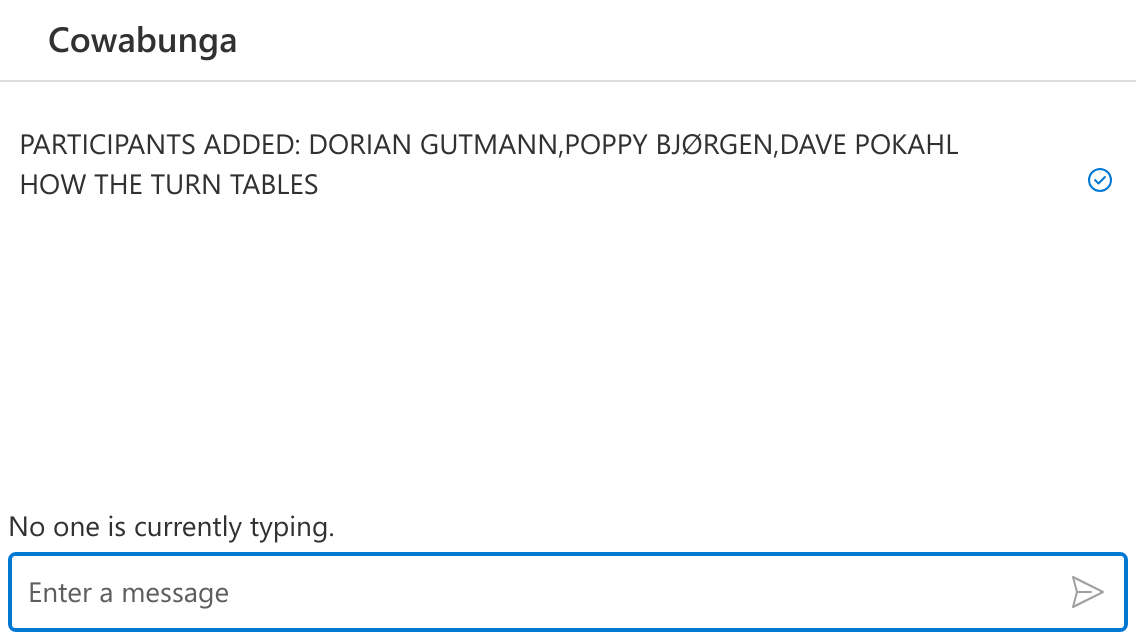 Cowabunga
PARTICIPANTS ADDED: DORIAN GUTMANN,POPPY BJØRGEN,DAVE POKAHL
HOW THE TURN TABLES
No one is currently typing.
Enter a message